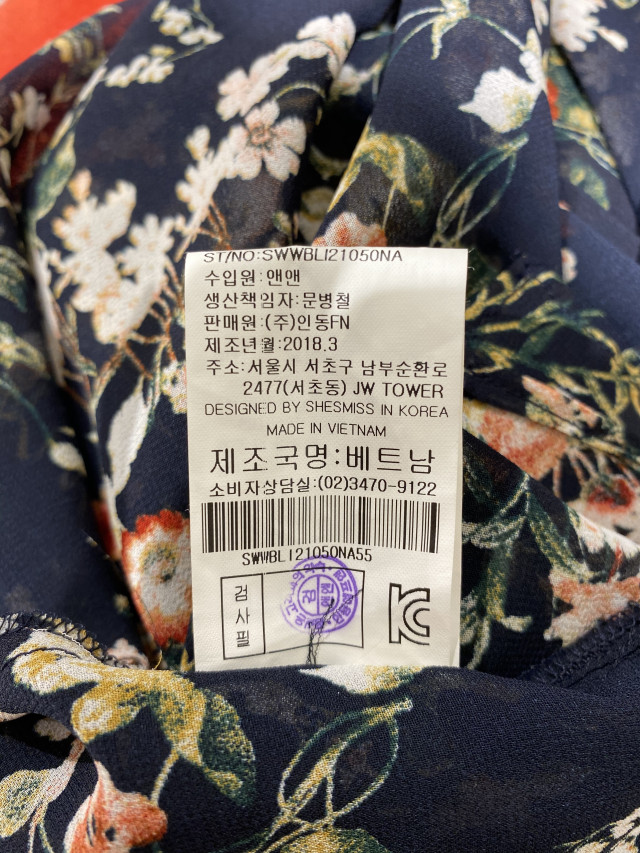 ST/NO:SWWBLI21050NA
수입원:앤앤
생산책임자:문병철
판매원:(주)인동FN
제조년월:2018.3
주소:서울시 서초구 남부순환로
2477(서초동) JW TOWER
DESIGNED BY SHESMISS IN KOREA
MADE IN VIETNAM
제조국명:베트남
소비자상담실:(02)3470-9122
SWWBLI21050NA55
검사필
검